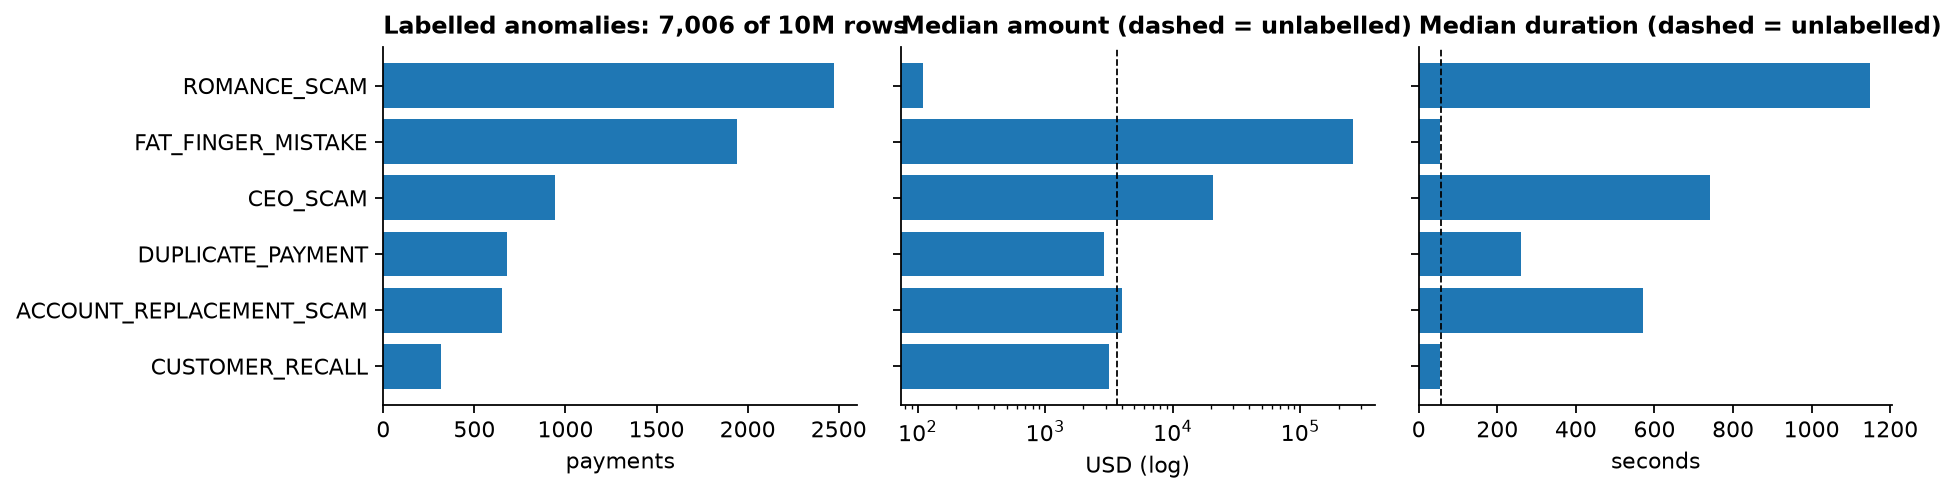 Labelled anomalies: 7,006 of 10M rows
Median amount (dashed = unlabelled)
Median duration (dashed = unlabelled)
ROMANCE_SCAM
FAT_FINGER_MISTAKE
CEO_SCAM
DUPLICATE_PAYMENT
ACCOUNT_REPLACEMENT_SCAM
CUSTOMER_RECALL
0 500 1000 1500 2000 2500
payments
10² 10³ 10⁴ 10⁵
USD (log)
0 200 400 600 800 1000 1200
seconds